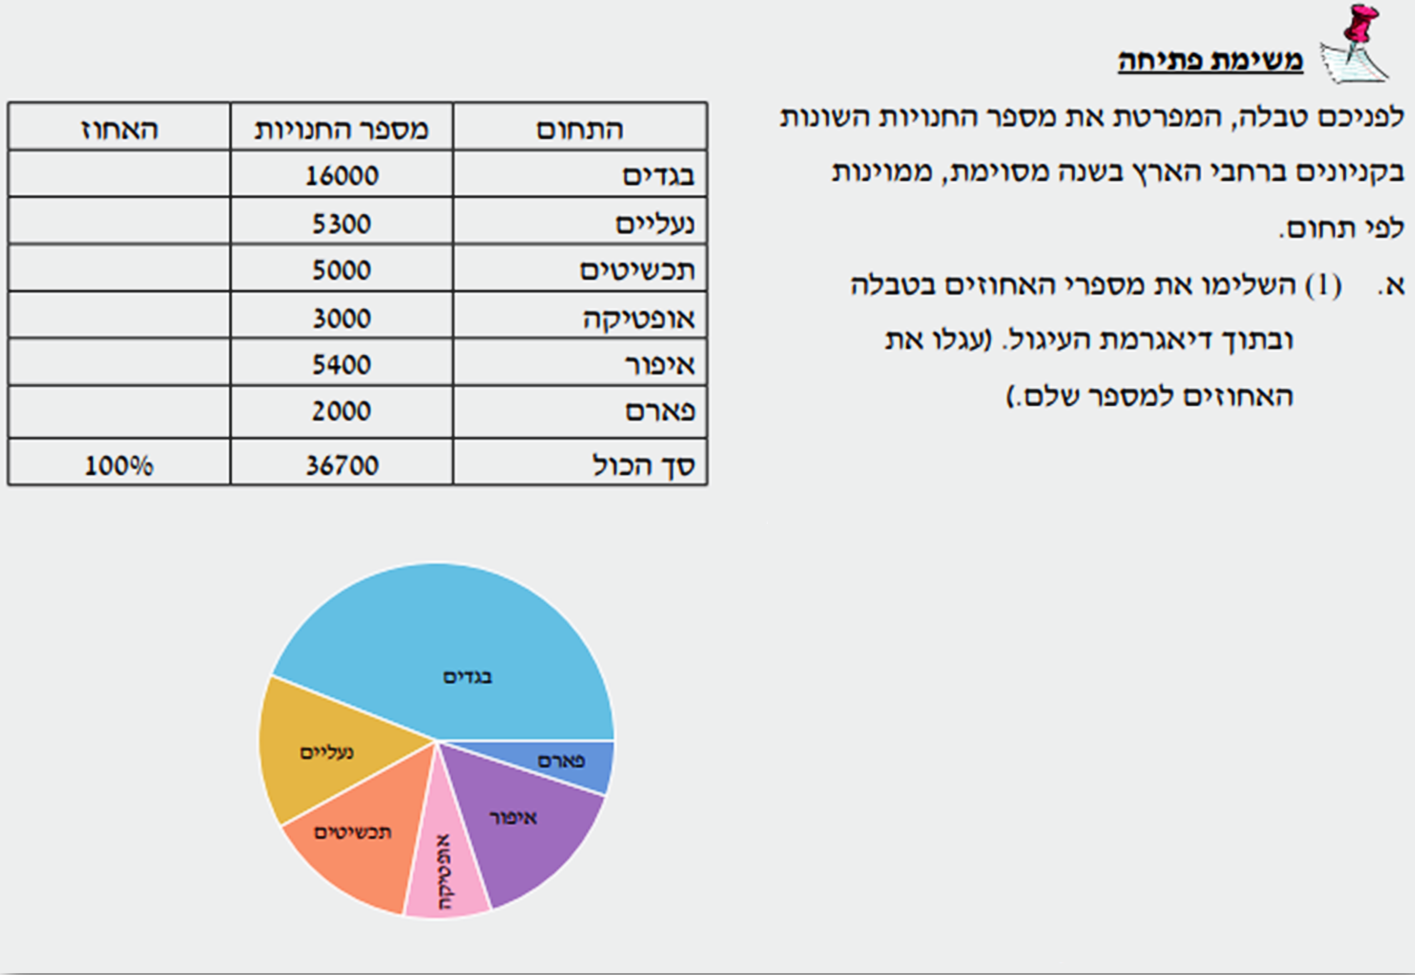 משימת פתיחה
לפניכם טבלה, המפרטת את מספר החנויות השונות
בקניונים ברחבי הארץ בשנה מסוימת, ממוינות
לפי תחום.
א. (1) השלימו את מספרי האחוזים בטבלה
ובתוך דיאגרמת העיגול. (עגלו את
האחוזים למספר שלם.)
התחום מספר החנויות האחוז
בגדים 16000
נעליים 5300
תכשיטים 5000
אופטיקה 3000
איפור 5400
פארם 2000
סך הכול 36700 100%
בגדים
נעליים
פארם
איפור
תכשיטים
אופטיקה